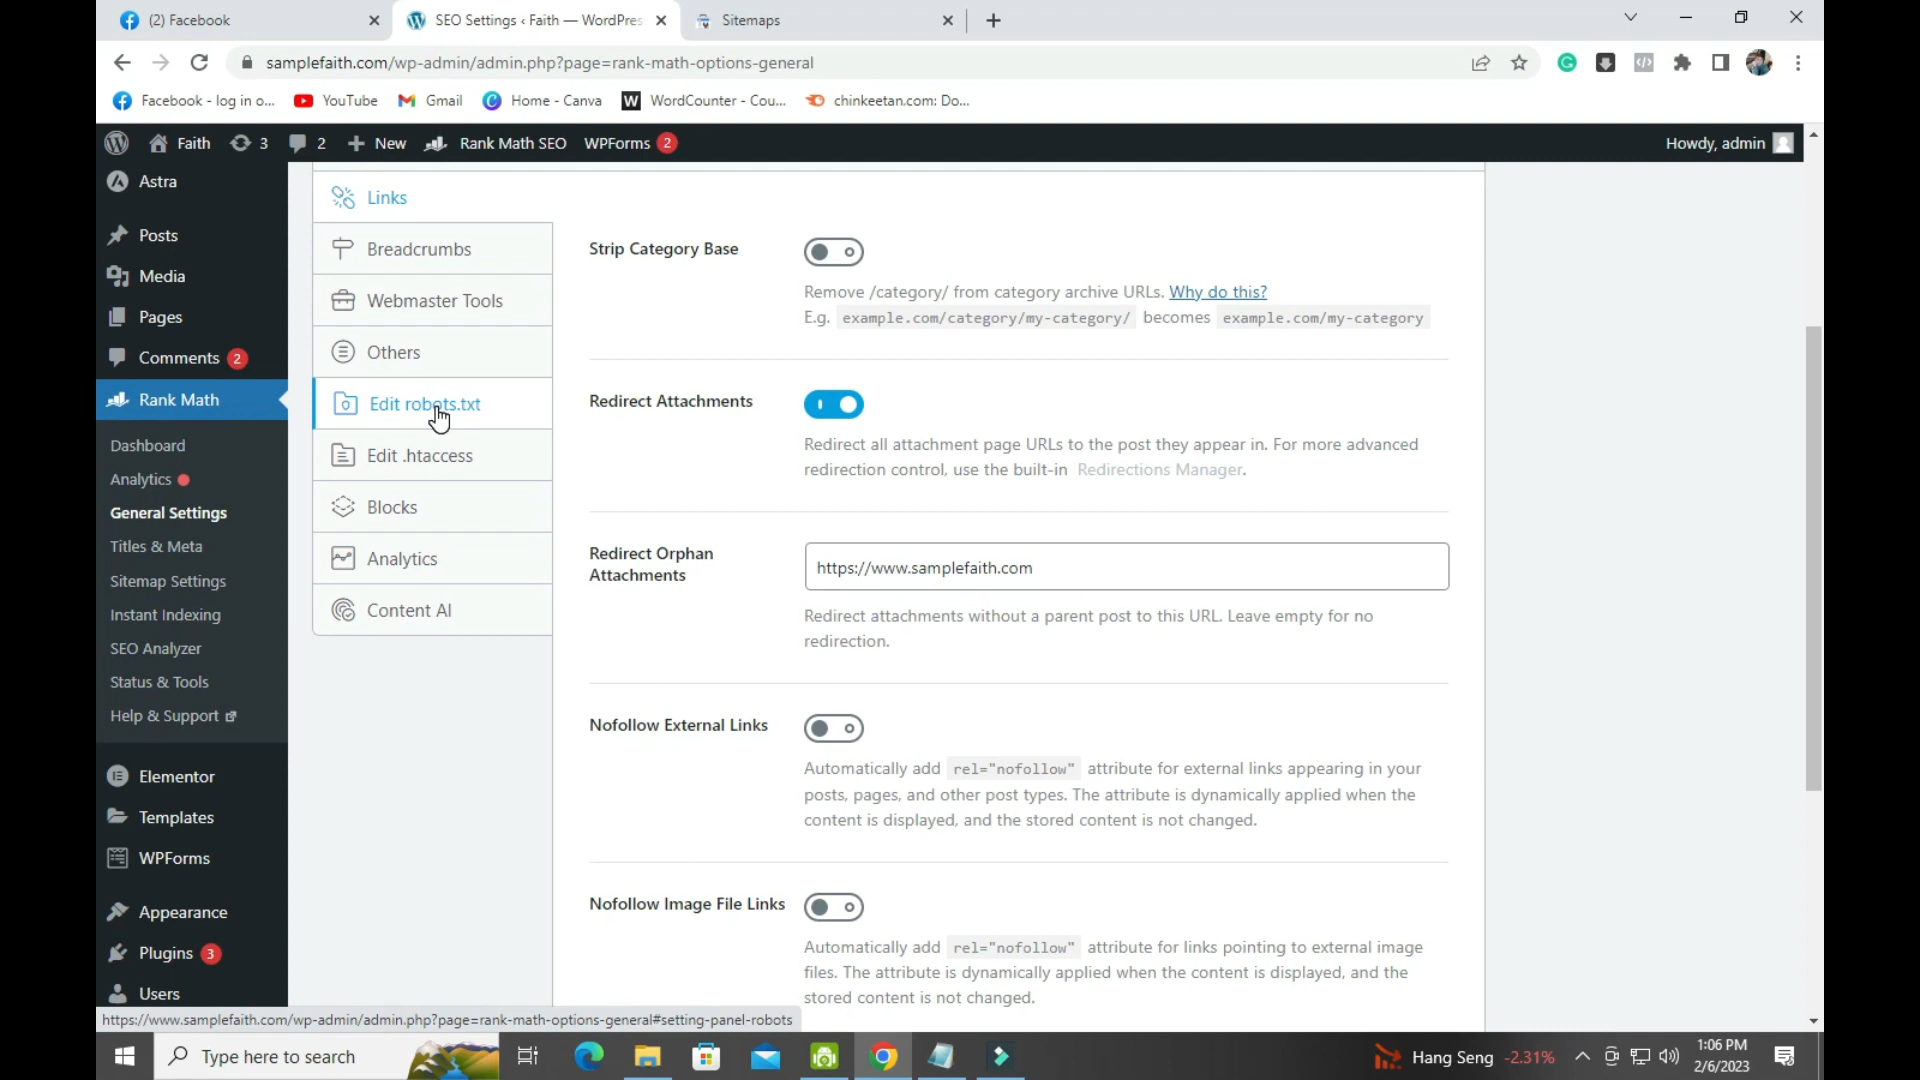 (2) Facebook
SEO Settings ‹ Faith — WordPres
Sitemaps
samplefaith.com/wp-admin/admin.php?page=rank-math-options-general
Facebook - log in o...
YouTube
Gmail
Home - Canva
WordCounter - Cou...
chinkeetan.com: Do...
Faith
3
2
New
Rank Math SEO
WPForms 2
Howdy, admin
Astra
Posts
Media
Pages
Comments 2
Rank Math
Dashboard
Analytics
General Settings
Titles & Meta
Sitemap Settings
Instant Indexing
SEO Analyzer
Status & Tools
Help & Support
Elementor
Templates
WPForms
Appearance
Plugins 3
Users
Links
Breadcrumbs
Webmaster Tools
Others
Edit robots.txt
Edit .htaccess
Blocks
Analytics
Content AI
Strip Category Base
Remove /category/ from category archive URLs. Why do this?
E.g. example.com/category/my-category/ becomes example.com/my-category
Redirect Attachments
Redirect all attachment page URLs to the post they appear in. For more advanced
redirection control, use the built-in Redirections Manager.
Redirect Orphan
Attachments
https://www.samplefaith.com
Redirect attachments without a parent post to this URL. Leave empty for no
redirection.
Nofollow External Links
Automatically add rel="nofollow" attribute for external links appearing in your
posts, pages, and other post types. The attribute is dynamically applied when the
content is displayed, and the stored content is not changed.
Nofollow Image File Links
Automatically add rel="nofollow" attribute for links pointing to external image
files. The attribute is dynamically applied when the content is displayed, and the
stored content is not changed.
https://www.samplefaith.com/wp-admin/admin.php?page=rank-math-options-general#setting-panel-robots
Type here to search
Hang Seng -2.31%
1:06 PM
2/6/2023